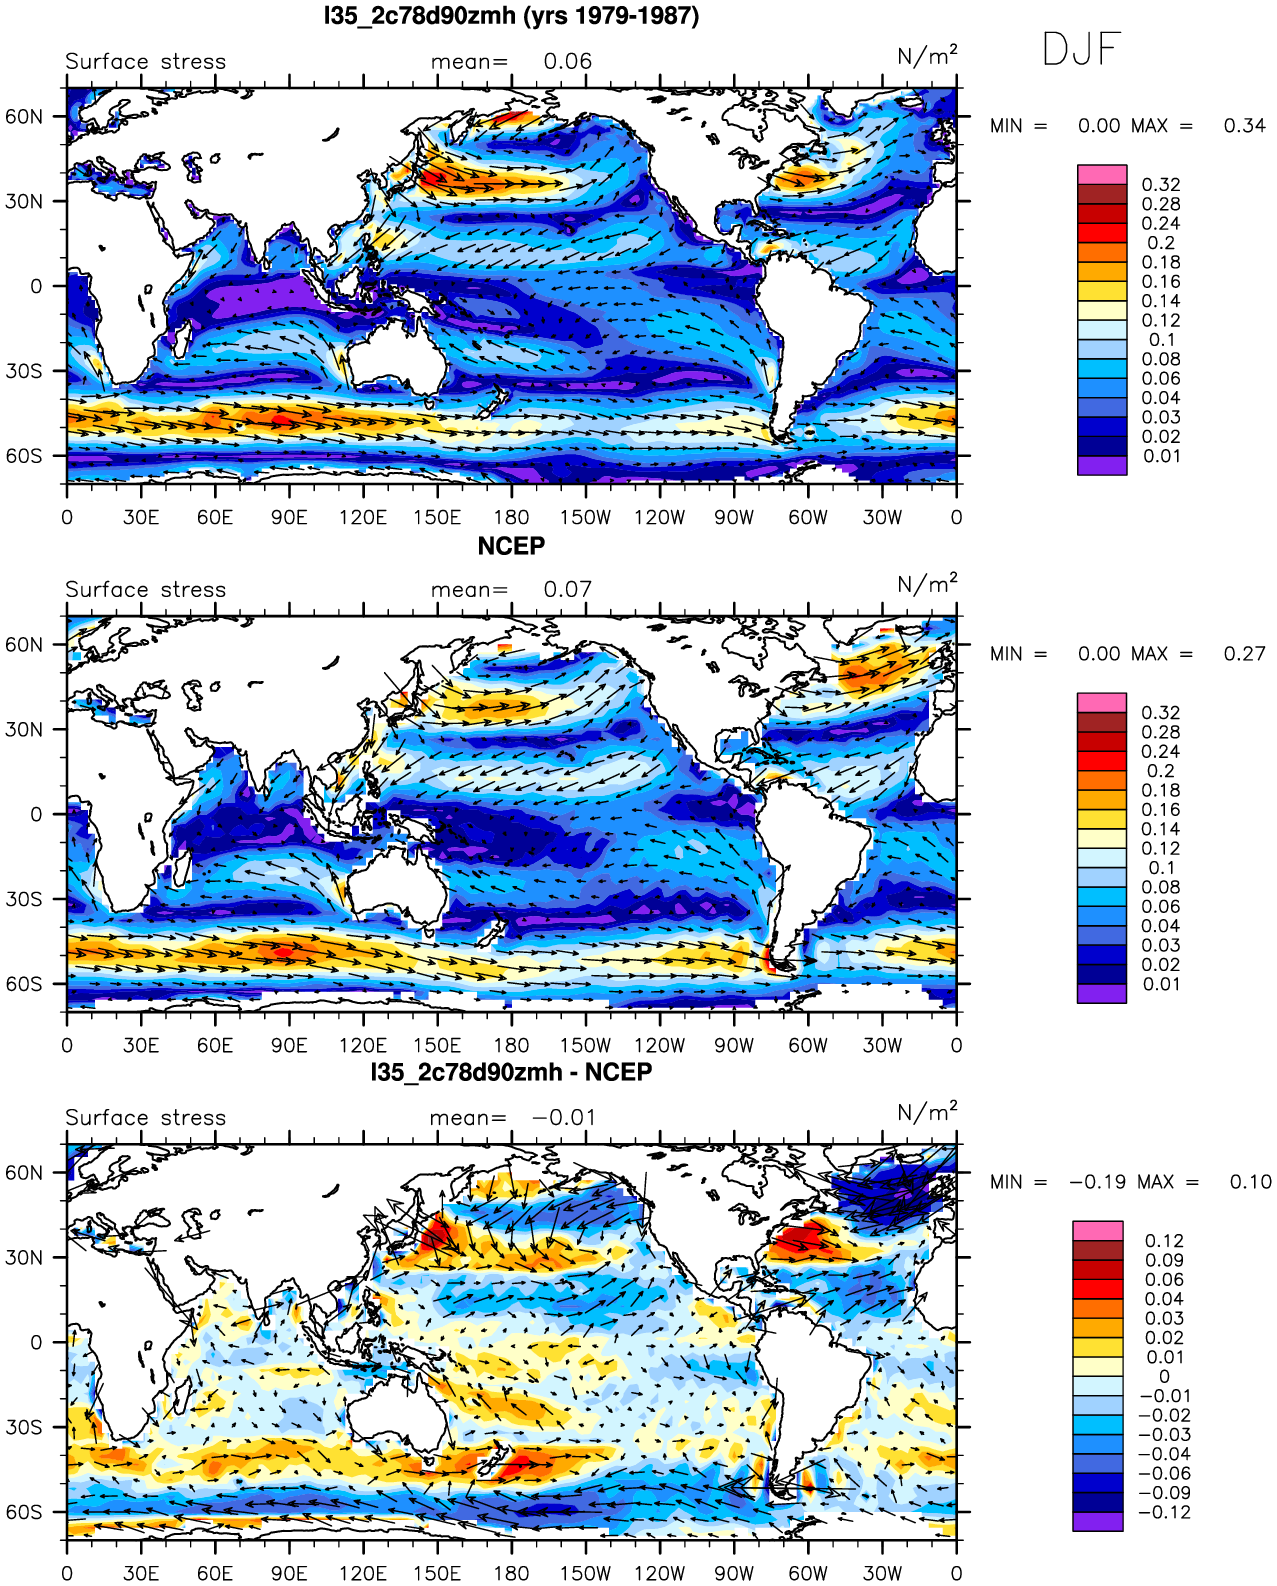 I35_2c78d90zmh (yrs 1979-1987)
Surface stress mean= 0.06 N/m²
DJF
MIN = 0.00 MAX = 0.34
60N
30N
0
30S
60S
0 30E 60E 90E 120E 150E 180 150W 120W 90W 60W 30W 0
0.32
0.28
0.24
0.2
0.18
0.16
0.14
0.12
0.1
0.08
0.06
0.04
0.03
0.02
0.01
NCEP
Surface stress mean= 0.07 N/m²
MIN = 0.00 MAX = 0.27
60N
30N
0
30S
60S
0 30E 60E 90E 120E 150E 180 150W 120W 90W 60W 30W 0
0.32
0.28
0.24
0.2
0.18
0.16
0.14
0.12
0.1
0.08
0.06
0.04
0.03
0.02
0.01
I35_2c78d90zmh - NCEP
Surface stress mean= −0.01 N/m²
MIN = −0.19 MAX = 0.10
60N
30N
0
30S
60S
0 30E 60E 90E 120E 150E 180 150W 120W 90W 60W 30W 0
0.12
0.09
0.06
0.04
0.03
0.02
0.01
0
−0.01
−0.02
−0.03
−0.04
−0.06
−0.09
−0.12